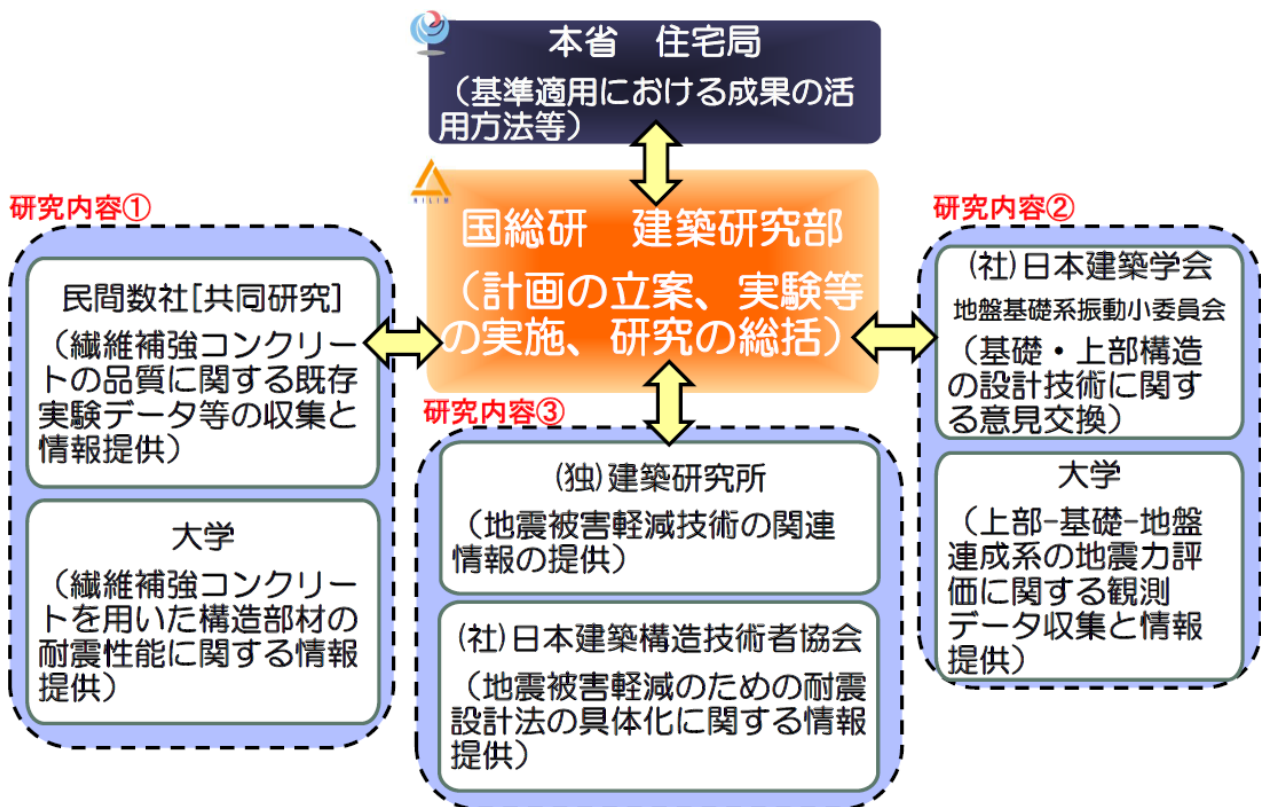 本省　住宅局
（基準適用における成果の活
用方法等）
NILIM
国総研　建築研究部
（計画の立案、実験等
の実施、研究の総括）
研究内容①
民間数社[共同研究]
（繊維補強コンクリー
トの品質に関する既存
実験データ等の収集と
情報提供）
大学
（繊維補強コンクリー
トを用いた構造部材の
耐震性能に関する情報
提供）
研究内容③
(独)建築研究所
（地震被害軽減技術の関連
情報の提供）
(社)日本建築構造技術者協会
（地震被害軽減のための耐震
設計法の具体化に関する情報
提供）
研究内容②
(社)日本建築学会
地盤基礎系振動小委員会
（基礎・上部構造
の設計技術に関す
る意見交換）
大学
（上部-基礎-地盤
連成系の地震力評
価に関する観測
データ収集と情報
提供）